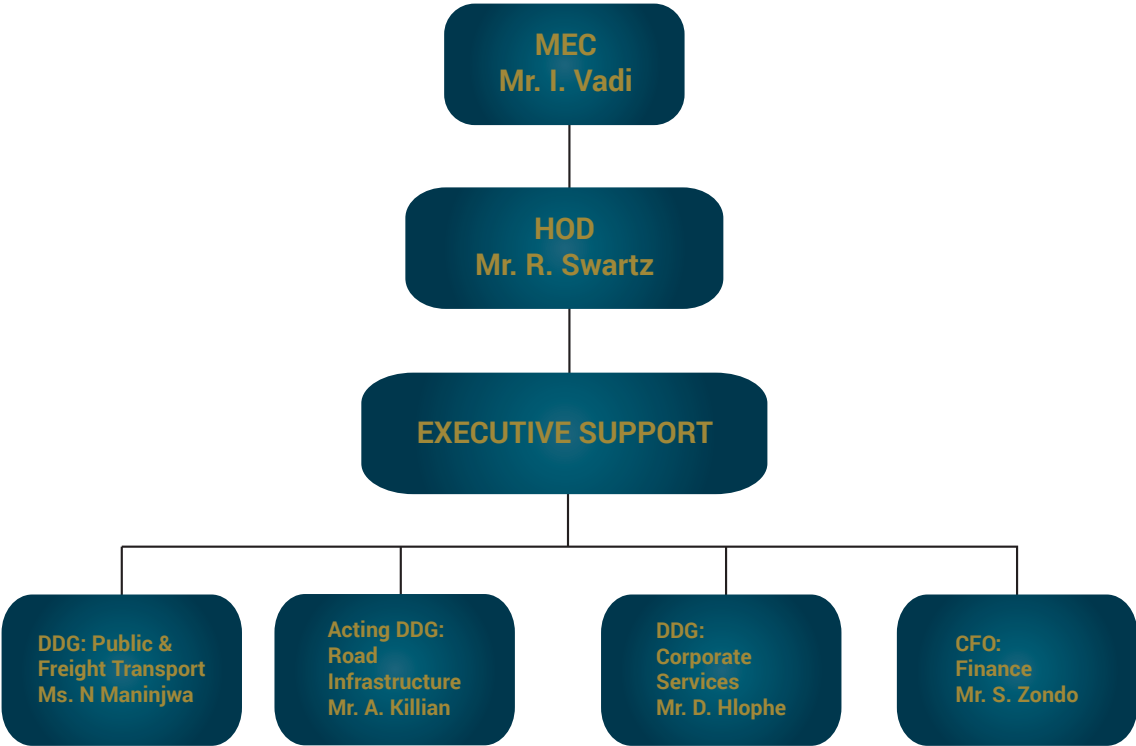 MEC
Mr. I. Vadi
HOD
Mr. R. Swartz
EXECUTIVE SUPPORT
DDG: Public &
Freight Transport
Ms. N Maninjwa
Acting DDG:
Road
Infrastructure
Mr. A. Killian
DDG:
Corporate
Services
Mr. D. Hlophe
CFO:
Finance
Mr. S. Zondo